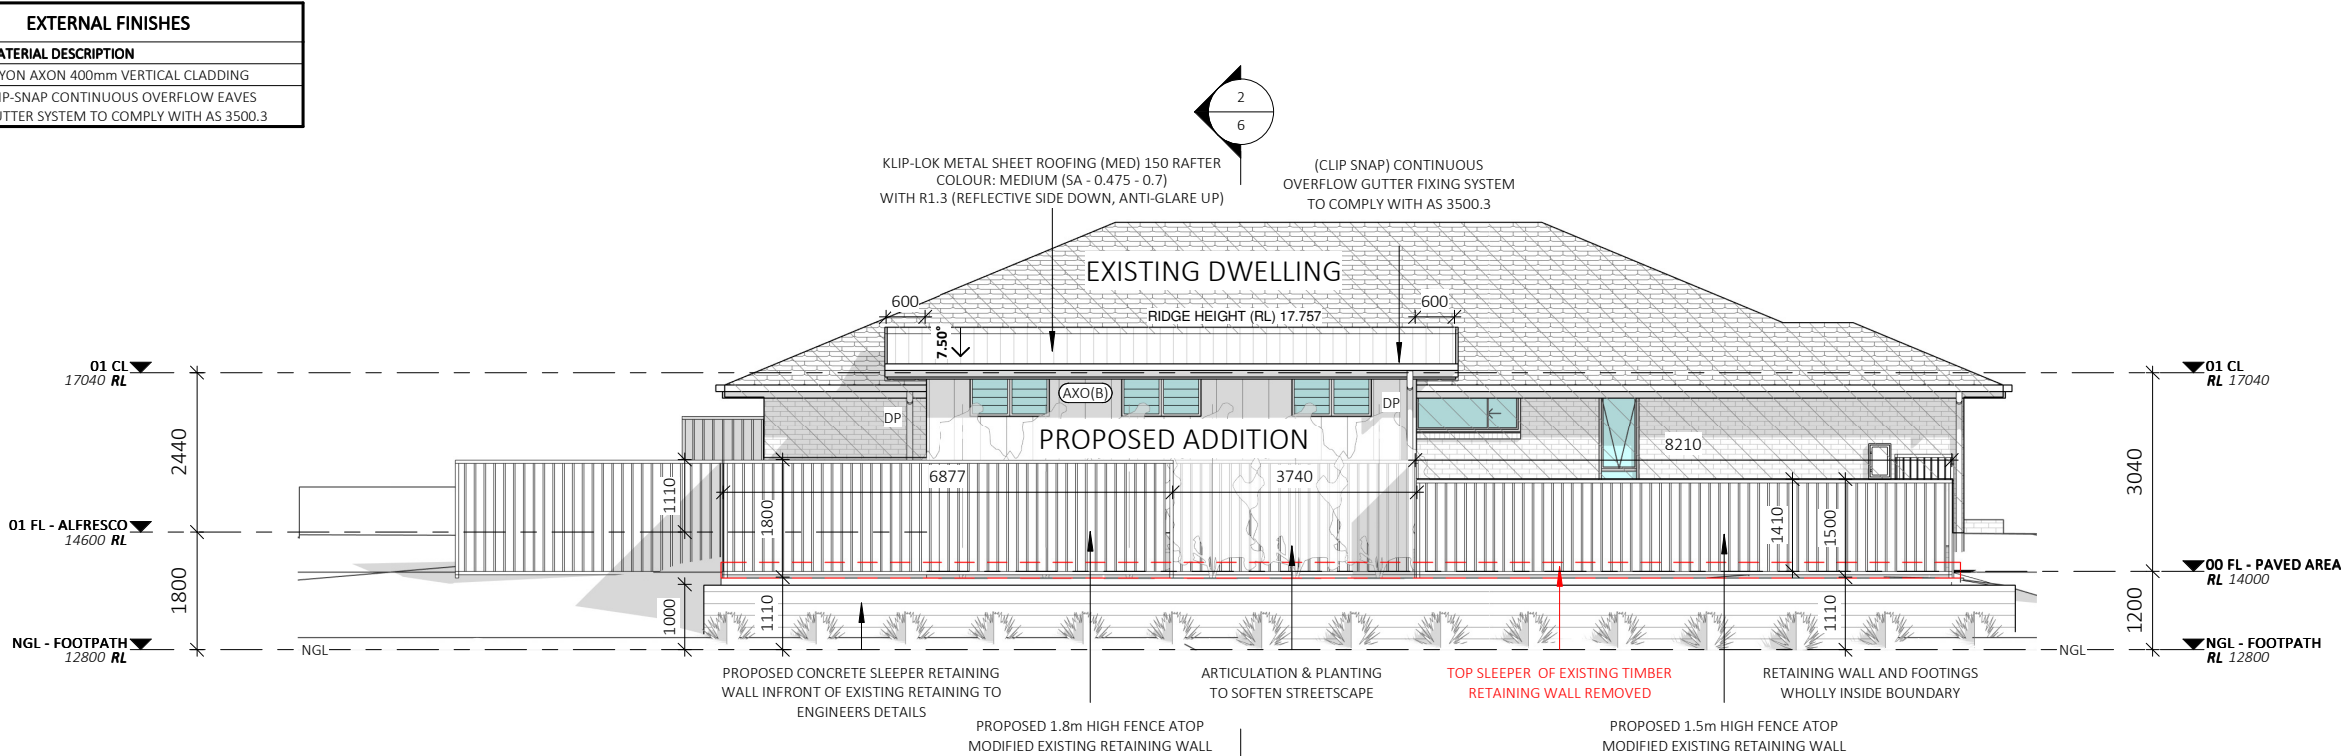 EXTERNAL FINISHES
ATERIAL DESCRIPTION
YON AXON 400mm VERTICAL CLADDING
IP-SNAP CONTINUOUS OVERFLOW EAVES
UTTER SYSTEM TO COMPLY WITH AS 3500.3
2
6
KLIP-LOK METAL SHEET ROOFING (MED) 150 RAFTER
COLOUR: MEDIUM (SA - 0.475 - 0.7)
WITH R1.3 (REFLECTIVE SIDE DOWN, ANTI-GLARE UP)
(CLIP SNAP) CONTINUOUS
OVERFLOW GUTTER FIXING SYSTEM
TO COMPLY WITH AS 3500.3
EXISTING DWELLING
600
600
RIDGE HEIGHT (RL) 17.757
7.50°
01 CL
17040 RL
01 CL
RL 17040
AXO(B)
DP
DP
PROPOSED ADDITION
8210
6877
3740
2440
3040
1110
1800
1410
1500
01 FL - ALFRESCO
14600 RL
00 FL - PAVED AREA
RL 14000
1800
1000
1110
1110
1200
NGL - FOOTPATH
12800 RL
NGL
NGL
NGL - FOOTPATH
RL 12800
PROPOSED CONCRETE SLEEPER RETAINING
WALL INFRONT OF EXISTING RETAINING TO
ENGINEERS DETAILS
ARTICULATION & PLANTING
TO SOFTEN STREETSCAPE
TOP SLEEPER OF EXISTING TIMBER
RETAINING WALL REMOVED
RETAINING WALL AND FOOTINGS
WHOLLY INSIDE BOUNDARY
PROPOSED 1.8m HIGH FENCE ATOP
MODIFIED EXISTING RETAINING WALL
PROPOSED 1.5m HIGH FENCE ATOP
MODIFIED EXISTING RETAINING WALL